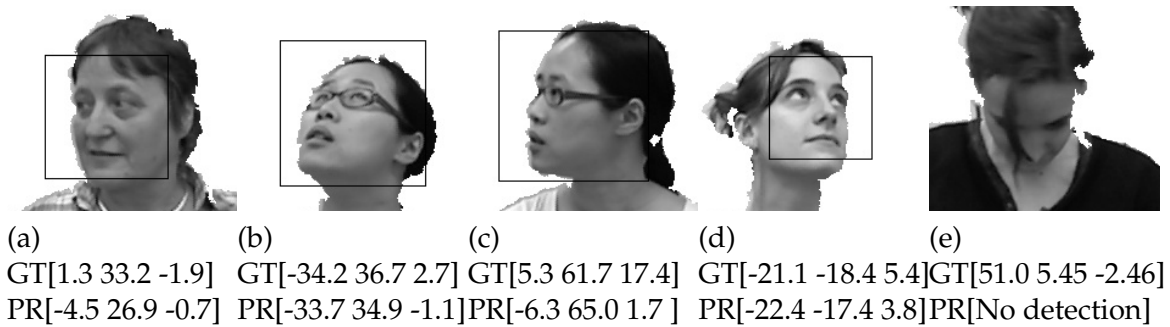 (a) (b) (c) (d) (e)
GT[1.3 33.2 -1.9] GT[-34.2 36.7 2.7] GT[5.3 61.7 17.4] GT[-21.1 -18.4 5.4]GT[51.0 5.45 -2.46]
PR[-4.5 26.9 -0.7] PR[-33.7 34.9 -1.1]PR[-6.3 65.0 1.7 ] PR[-22.4 -17.4 3.8]PR[No detection]